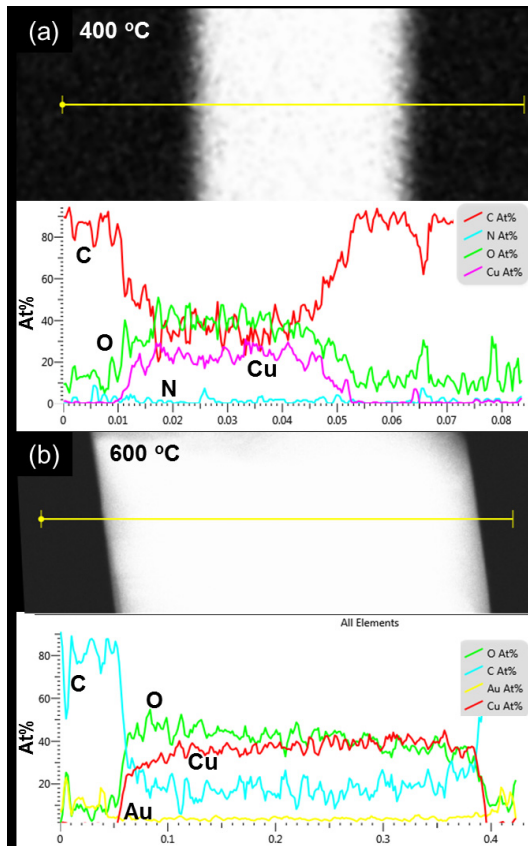 (a) 400 °C
80
60
40
20
0
At%
C
O
N
Cu
C At%
N At%
O At%
Cu At%
0.0 0.01 0.02 0.03 0.04 0.05 0.06 0.07 0.08
(b) 600 °C
All Elements
80
60
40
20
At%
C
O
Cu
Au
O At%
C At%
Au At%
Cu At%
0 0.1 0.2 0.3 0.4